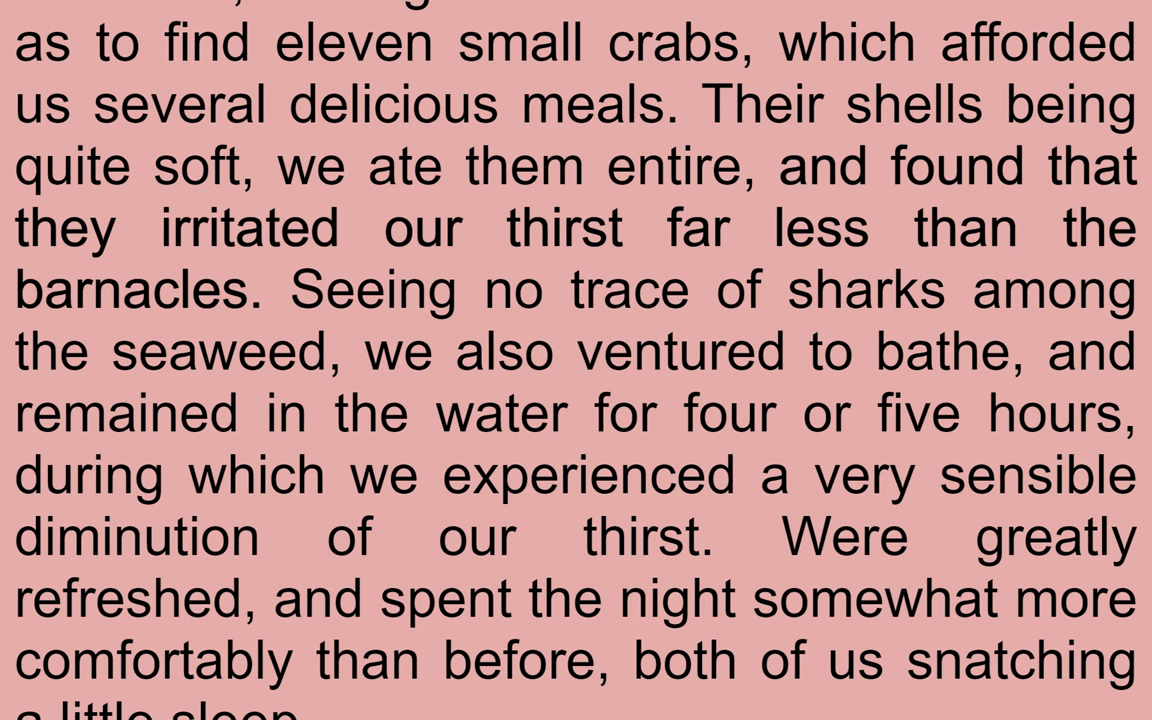 as to find eleven small crabs, which afforded
us several delicious meals. Their shells being
quite soft, we ate them entire, and found that
they irritated our thirst far less than the
barnacles. Seeing no trace of sharks among
the seaweed, we also ventured to bathe, and
remained in the water for four or five hours,
during which we experienced a very sensible
diminution of our thirst. Were greatly
refreshed, and spent the night somewhat more
comfortably than before, both of us snatching
a little sleep.